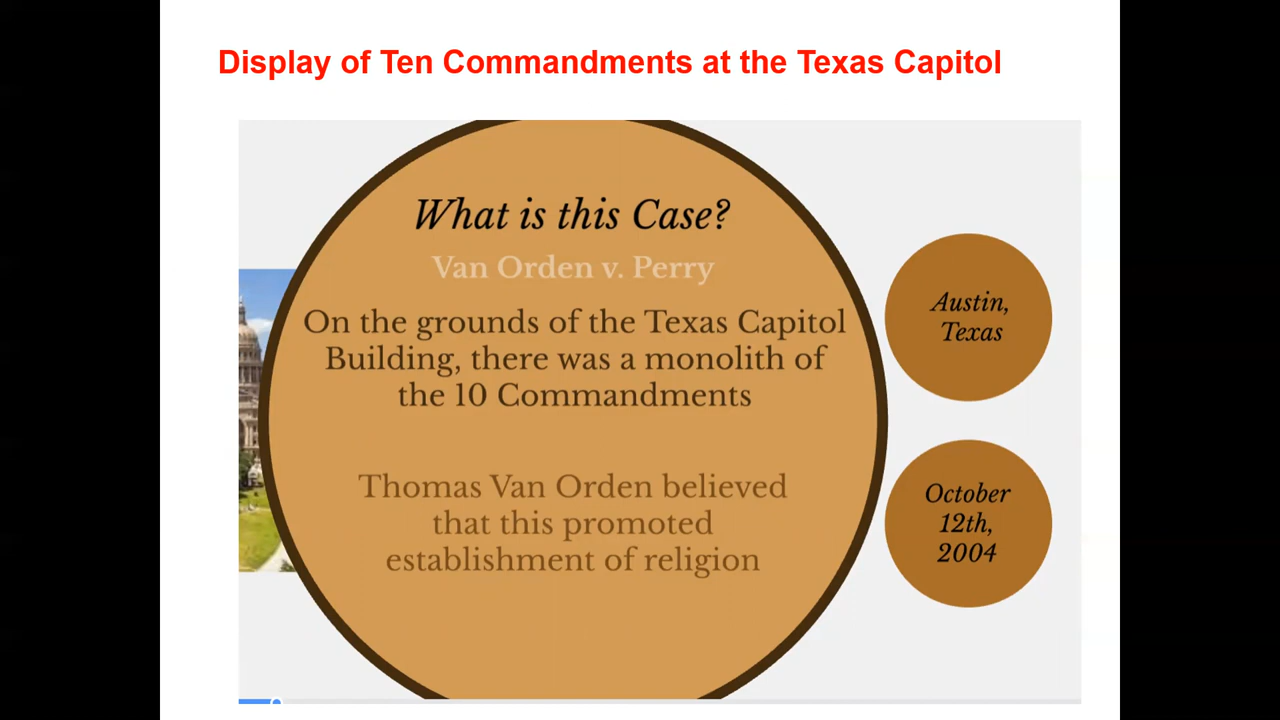 Display of Ten Commandments at the Texas Capitol
What is this Case?
Van Orden v. Perry
On the grounds of the Texas Capitol
Building, there was a monolith of
the 10 Commandments
Thomas Van Orden believed
that this promoted
establishment of religion
Austin,
Texas
October
12th,
2004